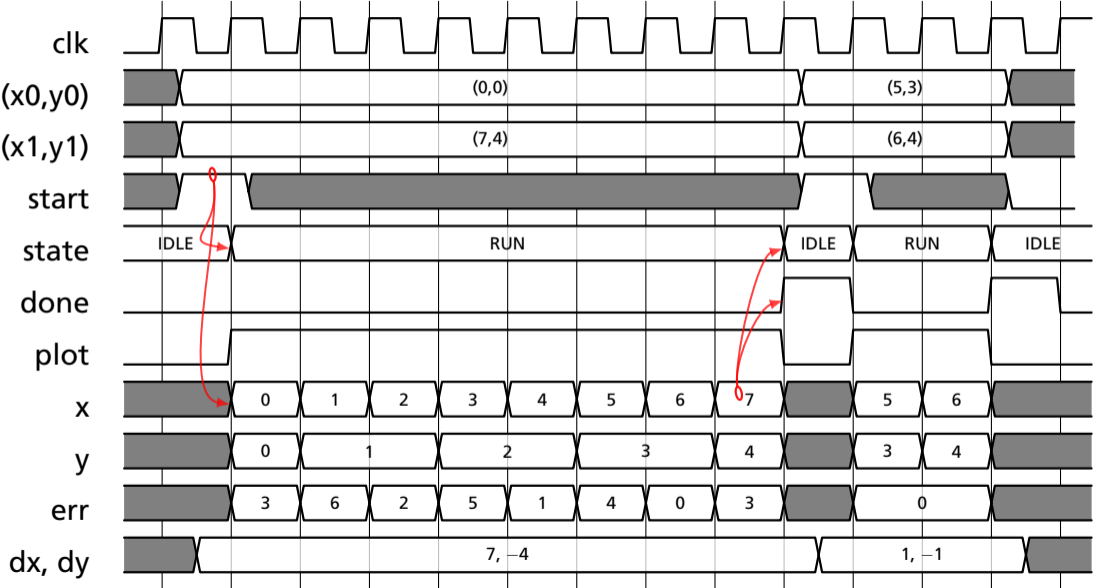 clk
(x0,y0) (0,0) (5,3)
(x1,y1) (7,4) (6,4)
start
state IDLE RUN IDLE RUN IDLE
done
plot
x 0 1 2 3 4 5 6 7 5 6
y 0 1 2 3 4 3 4
err 3 6 2 5 1 4 0 3 0
dx, dy 7, −4 1, −1